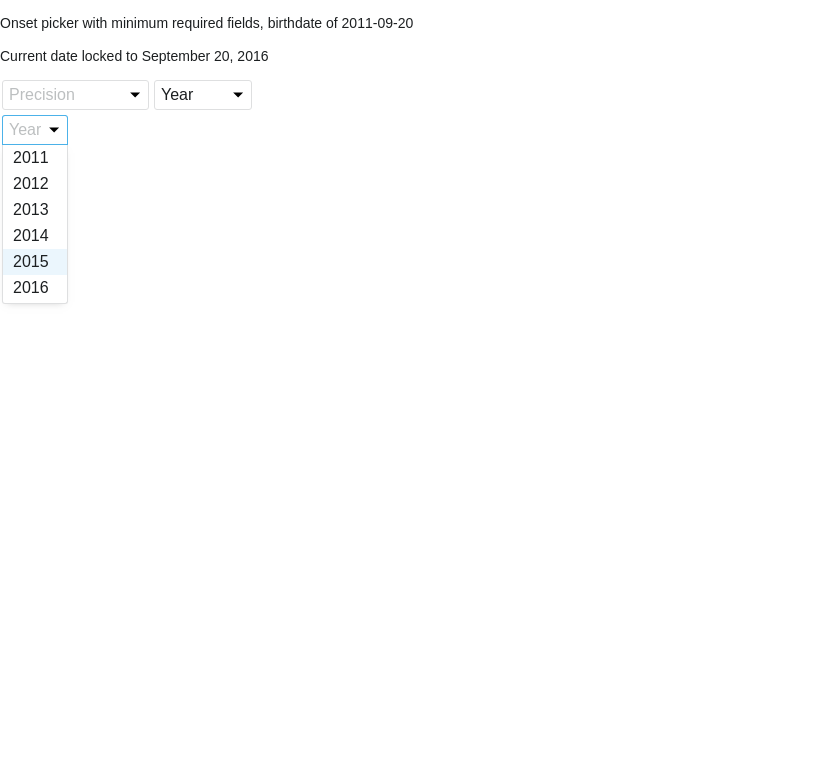 Onset picker with minimum required fields, birthdate of 2011-09-20
Current date locked to September 20, 2016
Precision Year
Year
2011
2012
2013
2014
2015
2016